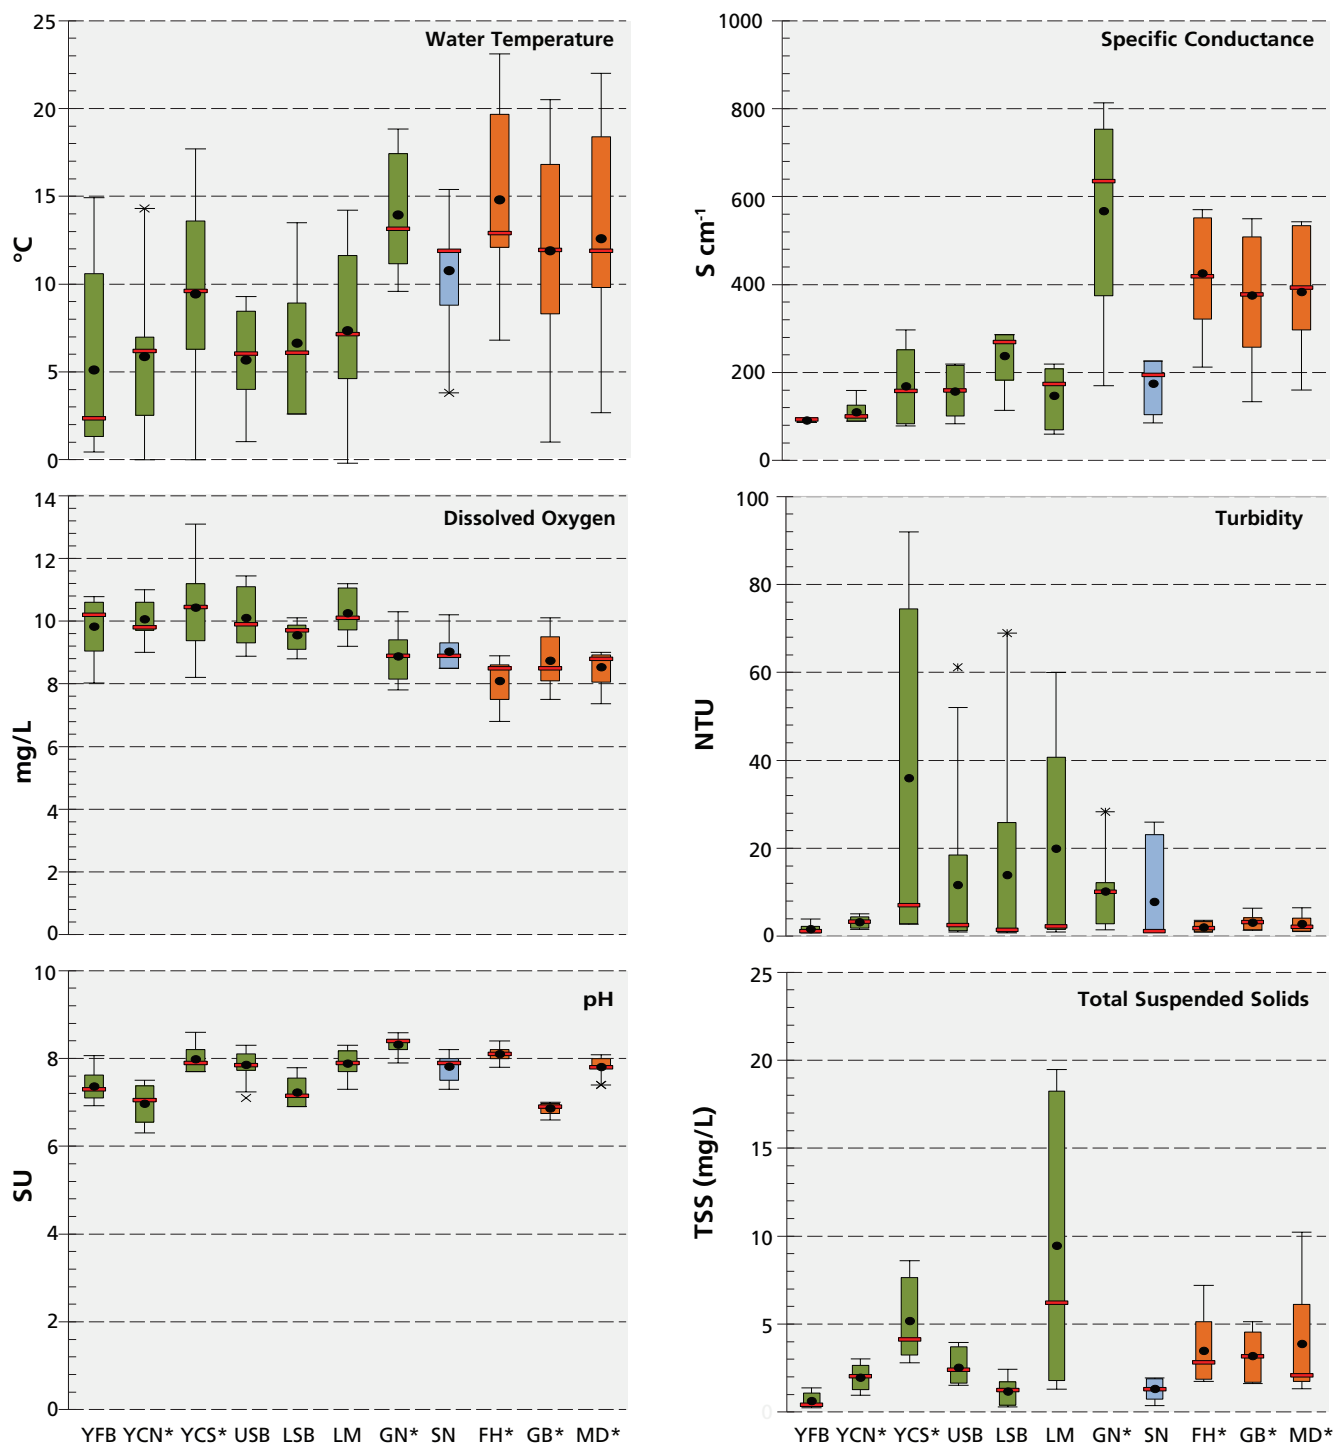 Water Temperature
25
20
15
10
5
0
°C
Specific Conductance
1000
800
600
400
200
0
S cm-1
Dissolved Oxygen
14
12
10
8
6
4
2
0
mg/L
Turbidity
100
80
60
40
20
0
NTU
pH
10
8
6
4
2
0
SU
Total Suspended Solids
25
20
15
10
5
0
TSS (mg/L)
YFB YCN* YCS* USB LSB LM GN* SN FH* GB* MD*
YFB YCN* YCS* USB LSB LM GN* SN FH* GB* MD*